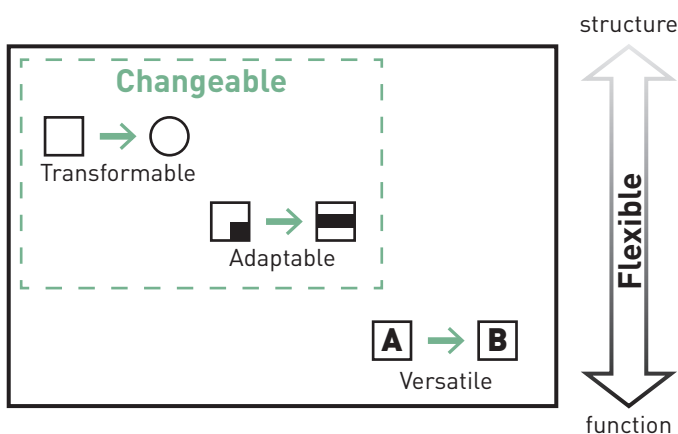 structure
Changeable
Transformable
Adaptable
Flexible
A
B
Versatile
function